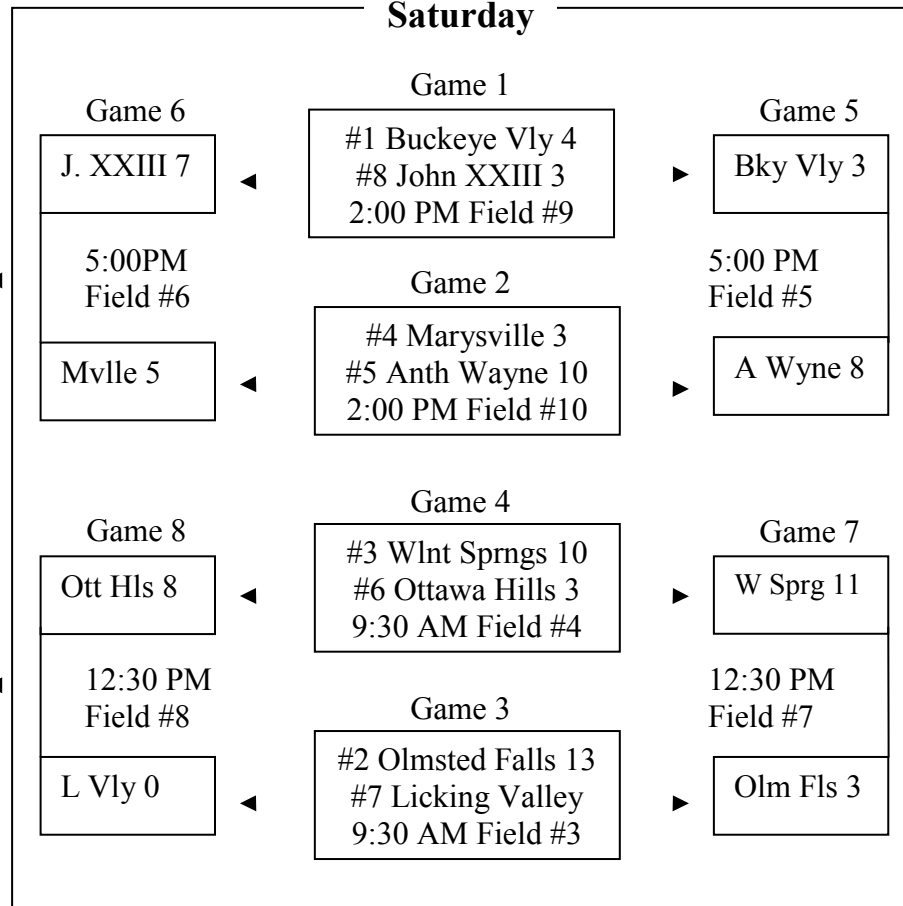 Saturday
Game 1
Game 6
Game 5
#1 Buckeye Vly 4
#8 John XXIII 3
2:00 PM Field #9
J. XXIII 7
Bky Vly 3
5:00PM
Field #6
5:00 PM
Field #5
Game 2
#4 Marysville 3
#5 Anth Wayne 10
2:00 PM Field #10
Mvlle 5
A Wyne 8
Game 4
Game 8
Game 7
#3 Wlnt Sprngs 10
#6 Ottawa Hills 3
9:30 AM Field #4
Ott Hls 8
W Sprg 11
12:30 PM
Field #8
12:30 PM
Field #7
Game 3
#2 Olmsted Falls 13
#7 Licking Valley
9:30 AM Field #3
L Vly 0
Olm Fls 3